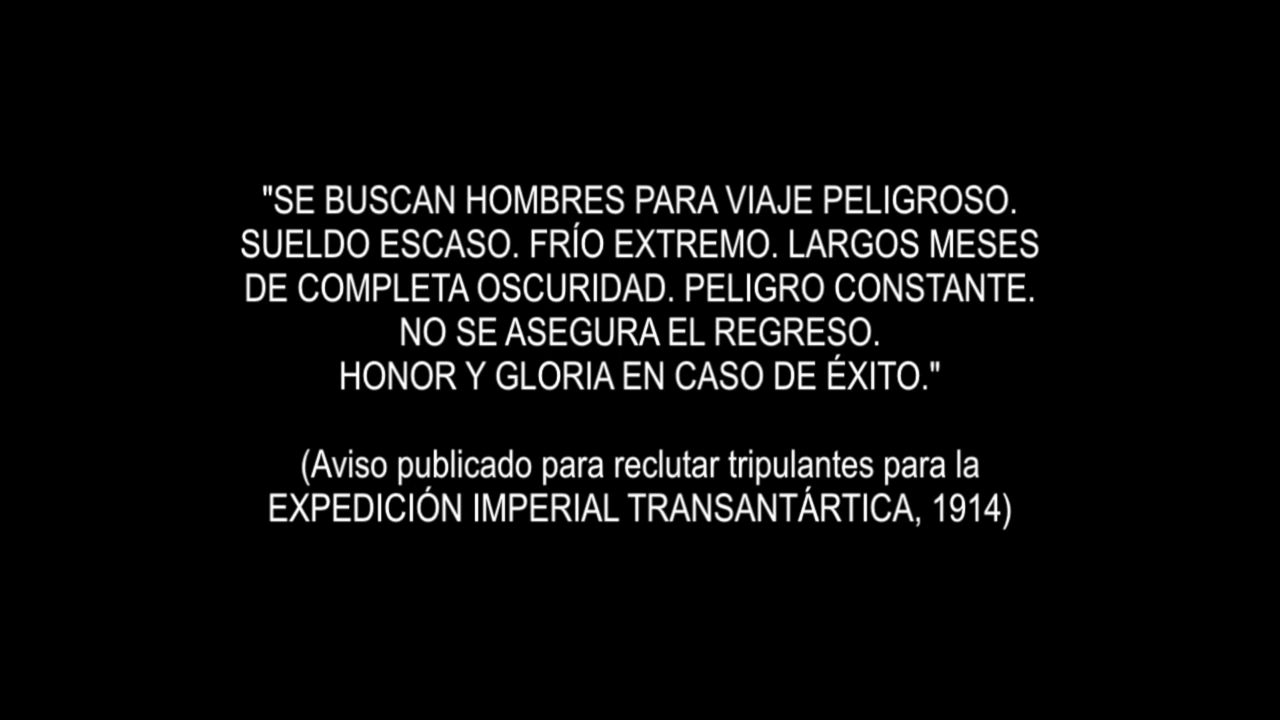 "SE BUSCAN HOMBRES PARA VIAJE PELIGROSO.
SUELDO ESCASO. FRÍO EXTREMO. LARGOS MESES
DE COMPLETA OSCURIDAD. PELIGRO CONSTANTE.
NO SE ASEGURA EL REGRESO.
HONOR Y GLORIA EN CASO DE ÉXITO."
(Aviso publicado para reclutar tripulantes para la
EXPEDICIÓN IMPERIAL TRANSANTÁRTICA, 1914)